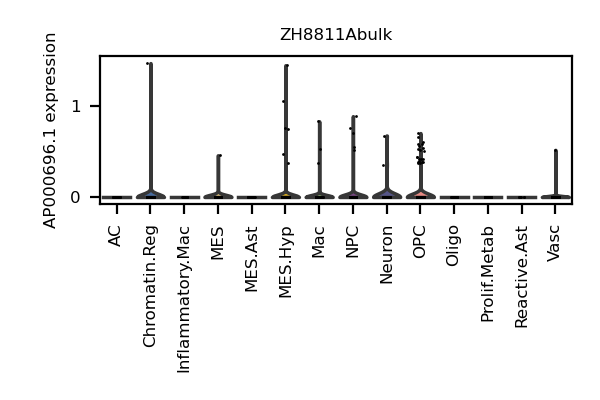 ZH8811Abulk
AP000696.1 expression
1
0
AC
Chromatin.Reg
Inflammatory.Mac
MES
MES.Ast
MES.Hyp
Mac
NPC
Neuron
OPC
Oligo
Prolif.Metab
Reactive.Ast
Vasc